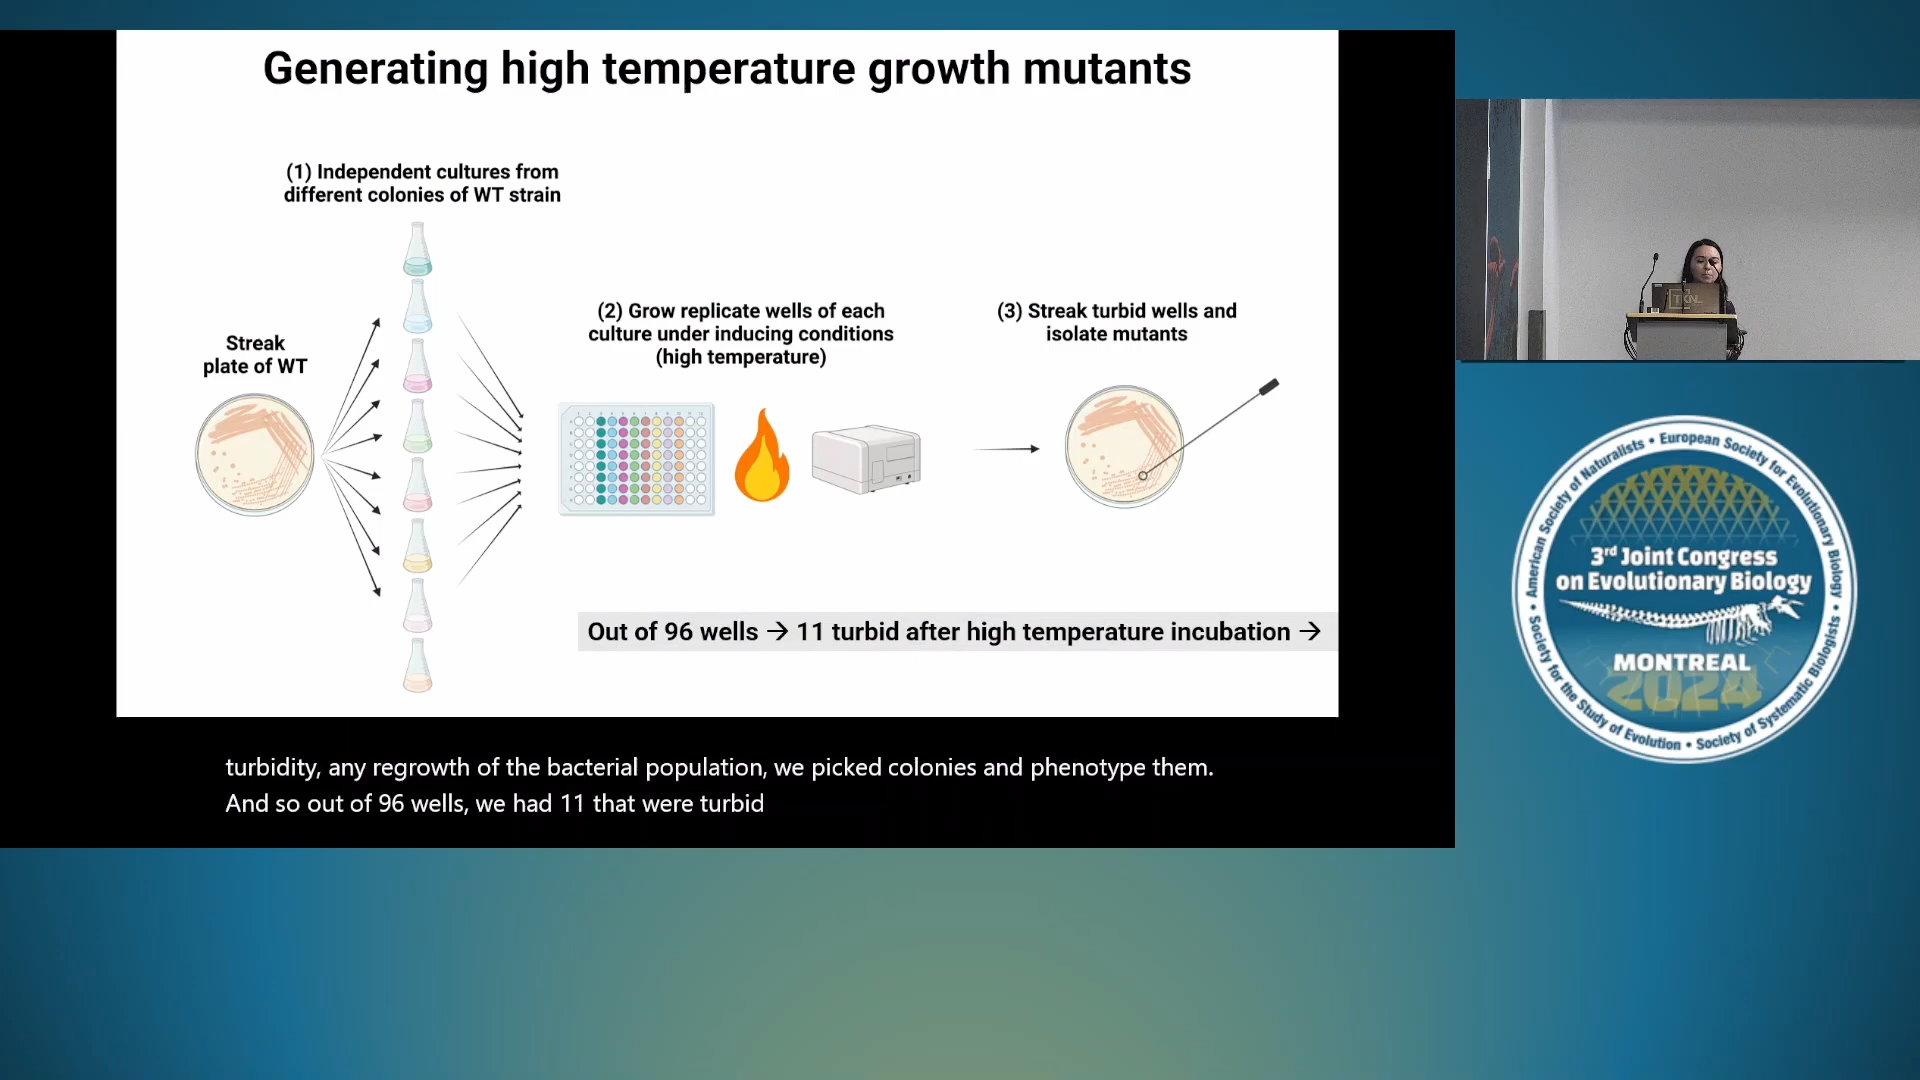 Generating high temperature growth mutants
(1) Independent cultures from
different colonies of WT strain
Streak
plate of WT
(2) Grow replicate wells of each
culture under inducing conditions
(high temperature)
(3) Streak turbid wells and
isolate mutants
Out of 96 wells → 11 turbid after high temperature incubation →
turbidity, any regrowth of the bacterial population, we picked colonies and phenotype them.
And so out of 96 wells, we had 11 that were turbid
American Society of Naturalists • European Society for Evolutionary Biology • Society of Systematic Biologists • Society for the Study of Evolution •
3rd Joint Congress
on Evolutionary Biology
MONTREAL
2024